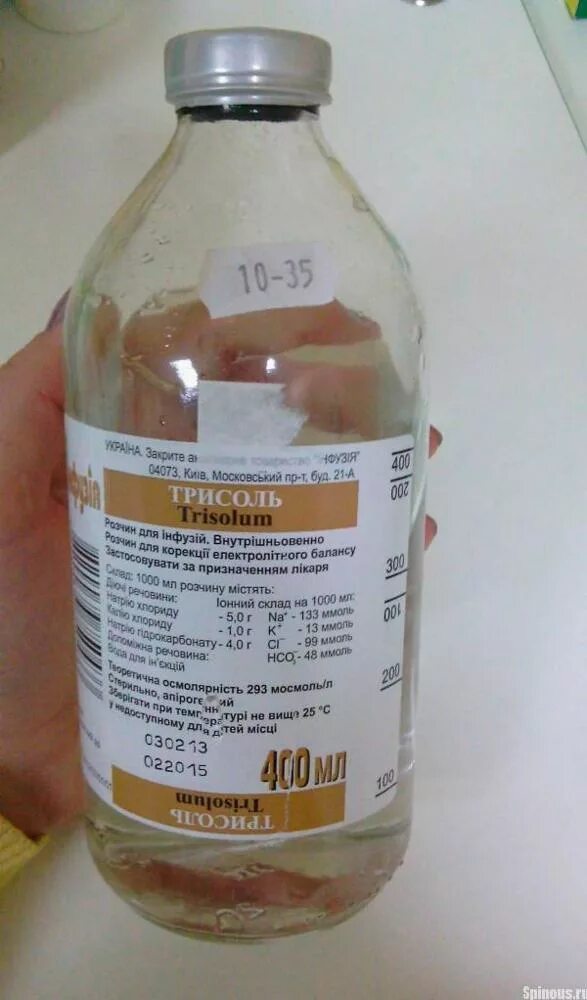 10-35
УКРАЇНА. Закрите "ІНФУЗІЯ"
04073, Київ, Московський пр-т, буд. 21-А
ТРИСОЛЬ
Trisolum
Розчин для інфузій. Внутрішньовенно
Розчин для корекції електролітного балансу
Застосовувати за призначенням лікаря
Склад: 1000 мл розчину містять:
Діючі речовини: Іонний склад на 1000 мл:
Натрію хлориду - 5,0 г Na⁺ - 133 ммоль
Калію хлориду - 1,0 г K⁺ - 13 ммоль
Натрію гідрокарбонату - 4,0 г Cl⁻ - 99 ммоль
Допоміжна речовина: HCO₃⁻ - 48 ммоль
Вода для ін'єкцій
Теоретична осмолярність 293 мосмоль/л
Стерильно,
Зберігати при температурі не вище 25 °C
у недоступному для дітей місці
030213
022015
400 мл
Trisolum
ТРИСОЛЬ
400
200
300
100
200
100
Spinous.ru